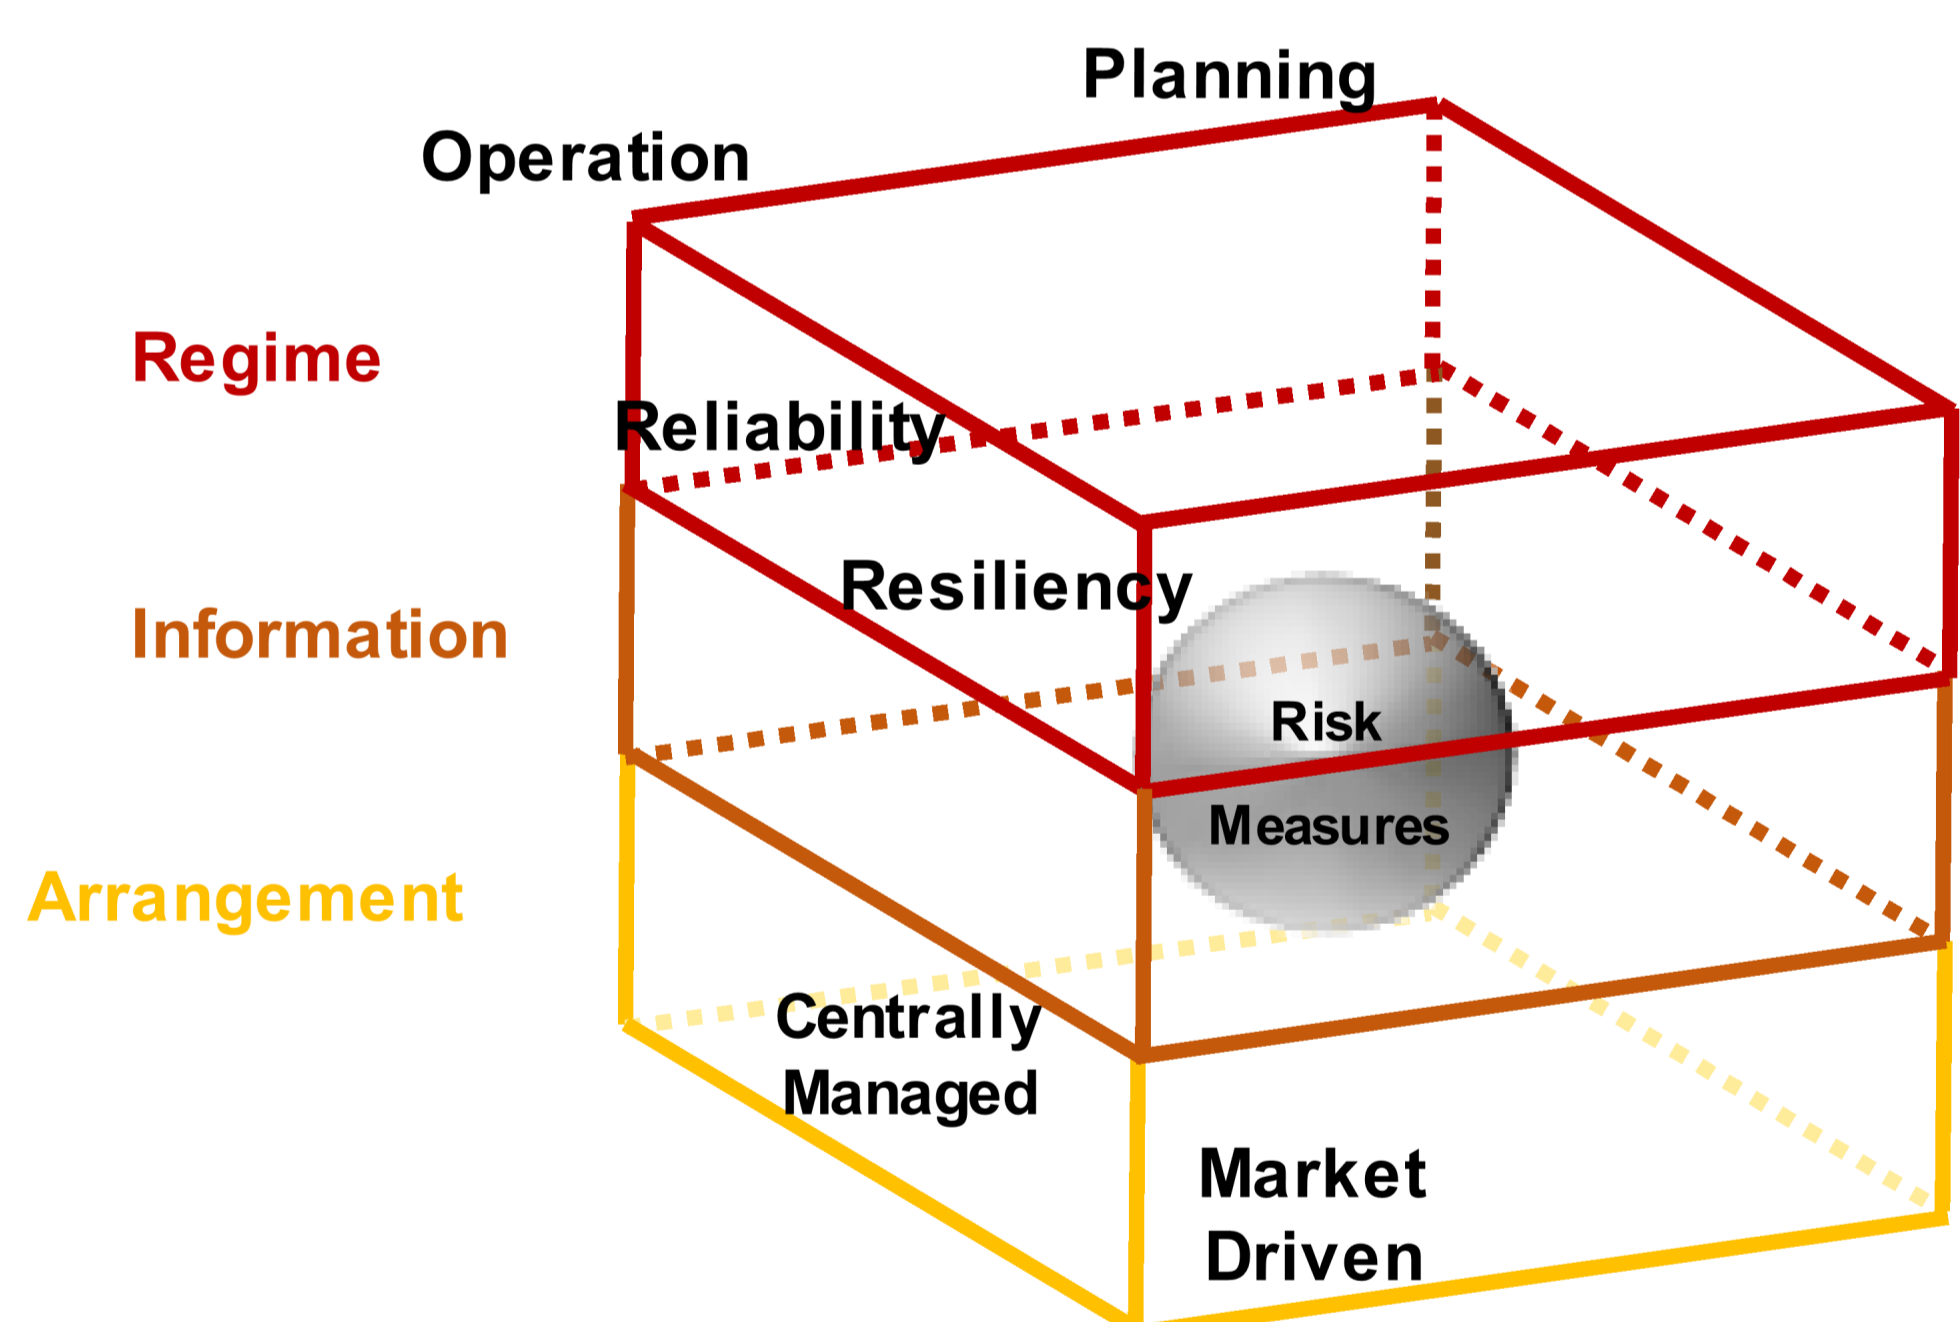 Planning
Operation
Regime
Reliability
Resiliency
Information
Risk
Measures
Arrangement
Centrally
Managed
Market
Driven